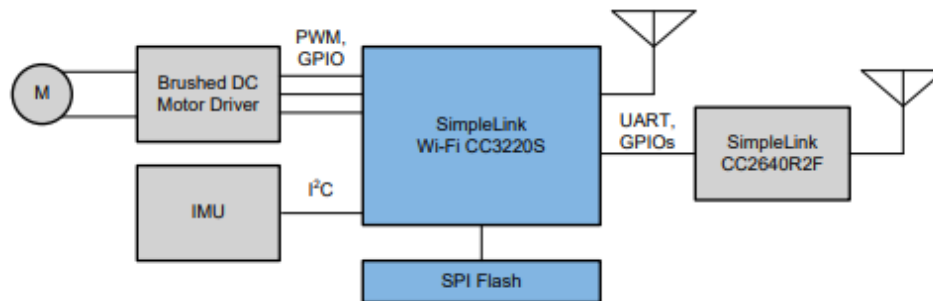 M
Brushed DC
Motor Driver
PWM,
GPIO
SimpleLink
Wi-Fi CC3220S
UART,
GPIOs
SimpleLink
CC2640R2F
IMU
I²C
SPI Flash